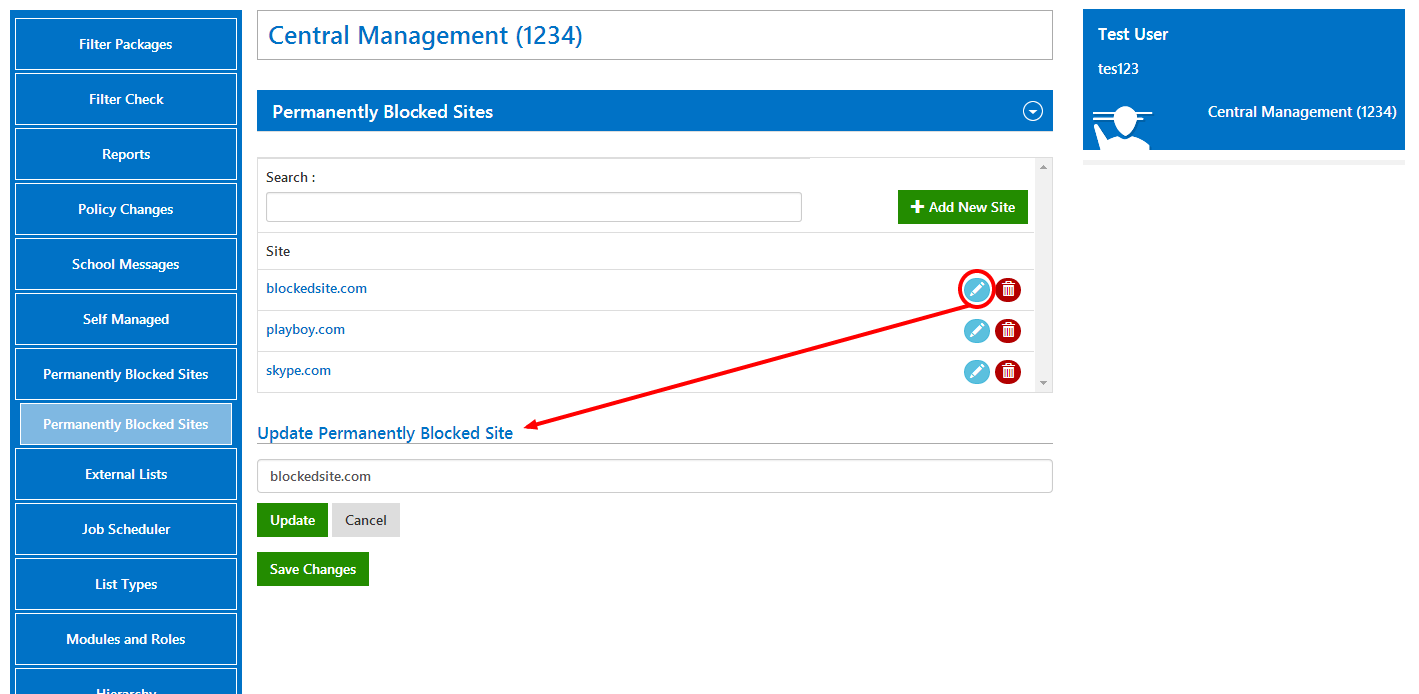 Filter Packages
Filter Check
Reports
Policy Changes
School Messages
Self Managed
Permanently Blocked Sites
Permanently Blocked Sites
External Lists
Job Scheduler
List Types
Modules and Roles
Hierarchy
Central Management (1234)
Permanently Blocked Sites
Search :
Add New Site
Site
blockedsite.com
playboy.com
skype.com
Update Permanently Blocked Site
blockedsite.com
Update Cancel
Save Changes
Test User
tes123
Central Management (1234)